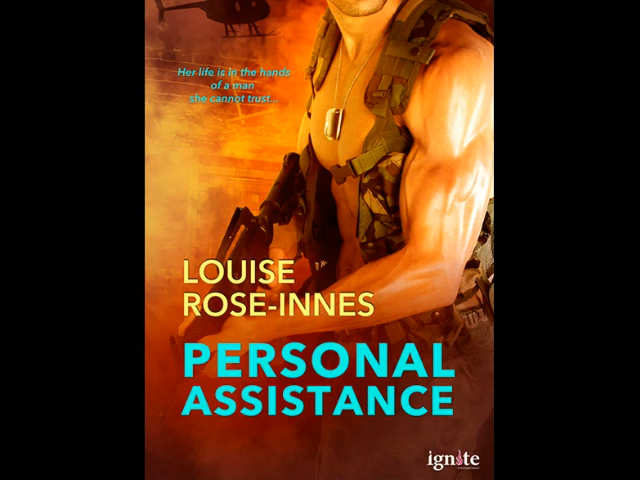 Her life is in the hands
of a man
she cannot trust...
LOUISE
ROSE-INNES
PERSONAL
ASSISTANCE
ignite